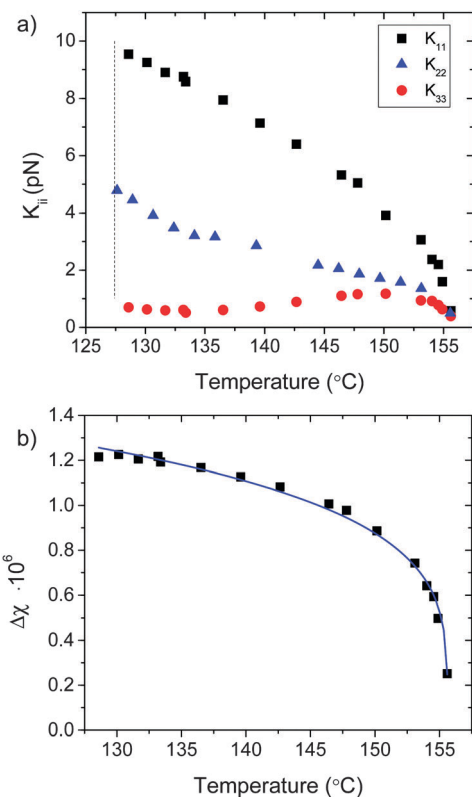 a)
10
8
6
4
2
0
K_ii (pN)
K_11
K_22
K_33
125 130 135 140 145 150 155
Temperature (°C)
b)
1.4
1.2
1.0
0.8
0.6
0.4
0.2
0.0
Δχ ·10^6
130 135 140 145 150 155
Temperature (°C)